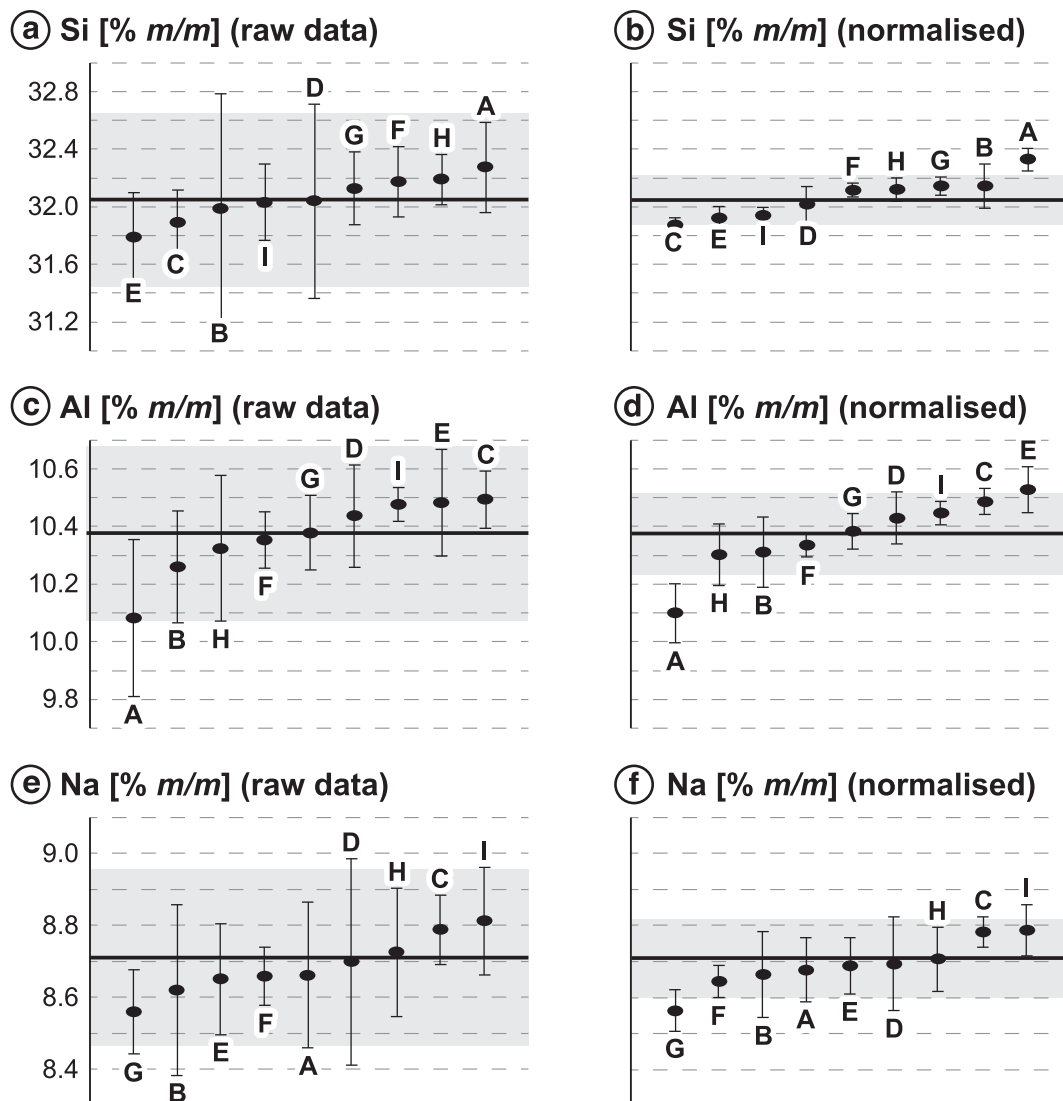 a Si [% m/m] (raw data)
32.8
32.4
32.0
31.6
31.2
E C B I D G F H A
b Si [% m/m] (normalised)
C E I D F H G B A
c Al [% m/m] (raw data)
10.6
10.4
10.2
10.0
9.8
A B H F G D I E C
d Al [% m/m] (normalised)
A H B F G D I C E
e Na [% m/m] (raw data)
9.0
8.8
8.6
8.4
G B E F A D H C I
f Na [% m/m] (normalised)
G F B A E D H C I